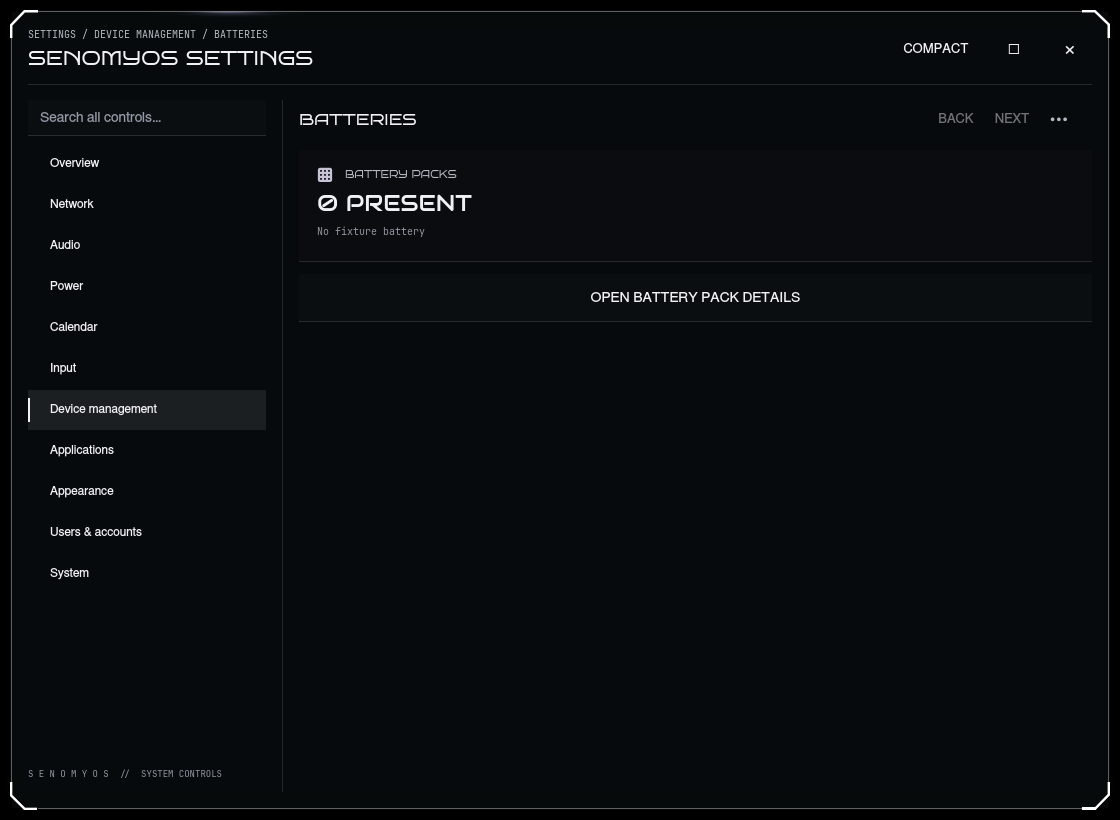 SETTINGS / DEVICE MANAGEMENT / BATTERIES
SENOMYOS SETTINGS
COMPACT
Search all controls...
Overview
Network
Audio
Power
Calendar
Input
Device management
Applications
Appearance
Users & accounts
System
SENOMYOS // SYSTEM CONTROLS
BATTERIES
BACK NEXT
BATTERY PACKS
0 PRESENT
No fixture battery
OPEN BATTERY PACK DETAILS